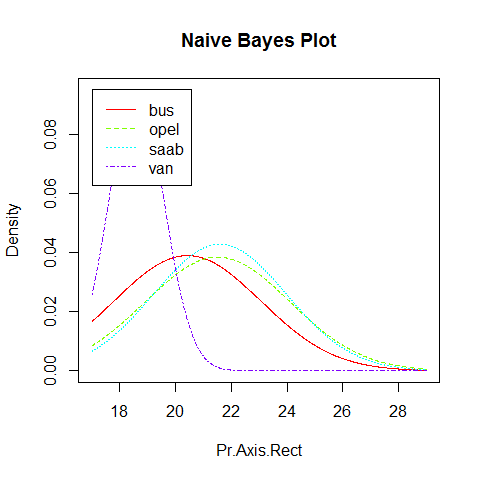 Naive Bayes Plot
bus
opel
saab
van
Density
0.00 0.02 0.04 0.06 0.08
18 20 22 24 26 28
Pr.Axis.Rect